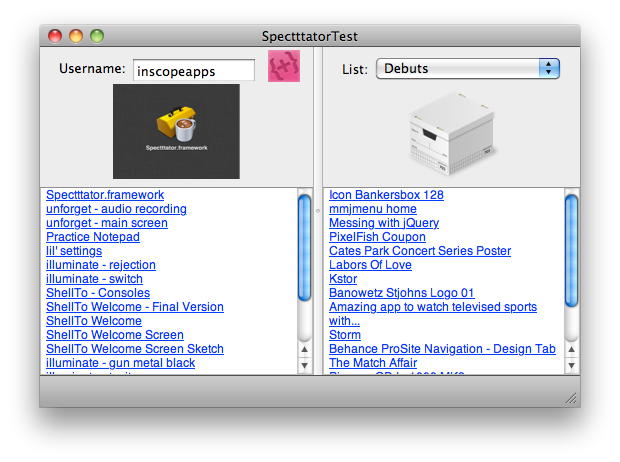 SpectttatorTest
Username:
inscopeapps
Spectttator.framework
Spectttator.framework
unforget - audio recording
unforget - main screen
Practice Notepad
lil' settings
illuminate - rejection
illuminate - switch
ShellTo - Consoles
ShellTo Welcome - Final Version
ShellTo Welcome
ShellTo Welcome Screen
ShellTo Welcome Screen Sketch
illuminate - gun metal black
List:
Debuts
Icon Bankersbox 128
mmjmenu home
Messing with jQuery
PixelFish Coupon
Cates Park Concert Series Poster
Labors Of Love
Kstor
Banowetz Stjohns Logo 01
Amazing app to watch televised sports
with...
Storm
Behance ProSite Navigation - Design Tab
The Match Affair